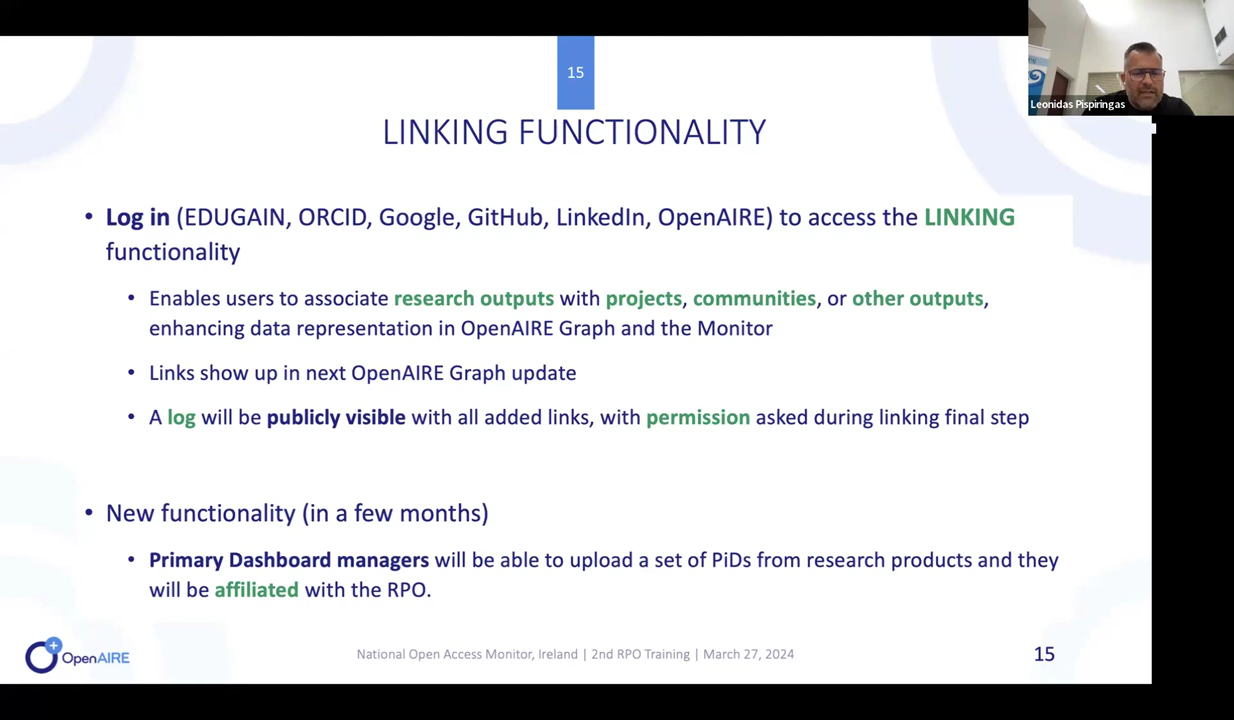 15
Leonidas Pispiringas
LINKING FUNCTIONALITY
• Log in (EDUGAIN, ORCID, Google, GitHub, LinkedIn, OpenAIRE) to access the LINKING
functionality
• Enables users to associate research outputs with projects, communities, or other outputs,
enhancing data representation in OpenAIRE Graph and the Monitor
• Links show up in next OpenAIRE Graph update
• A log will be publicly visible with all added links, with permission asked during linking final step
• New functionality (in a few months)
• Primary Dashboard managers will be able to upload a set of PiDs from research products and they
will be affiliated with the RPO.
OpenAIRE
National Open Access Monitor, Ireland | 2nd RPO Training | March 27, 2024
15